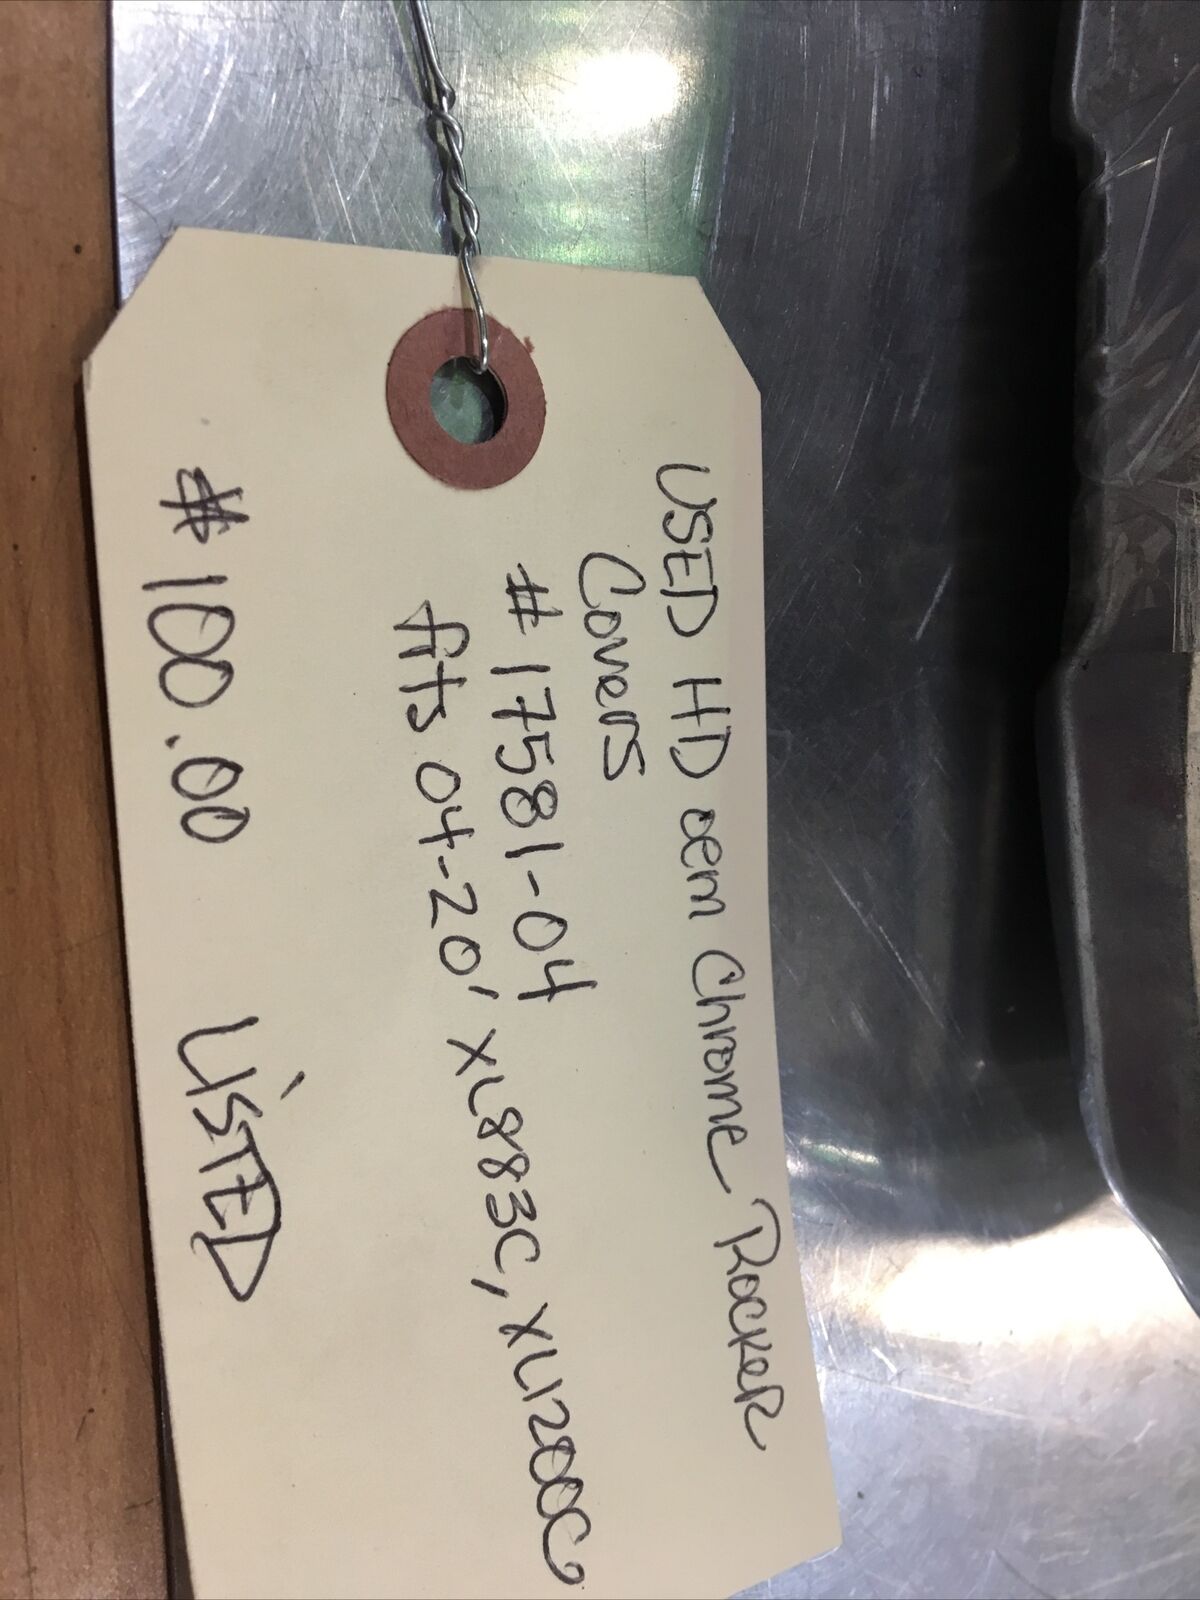 USED HD oem Chrome Rocker
Covers
# 17581-04
fits 04-20' XL883C, XL1200C
$100.00 LISTED